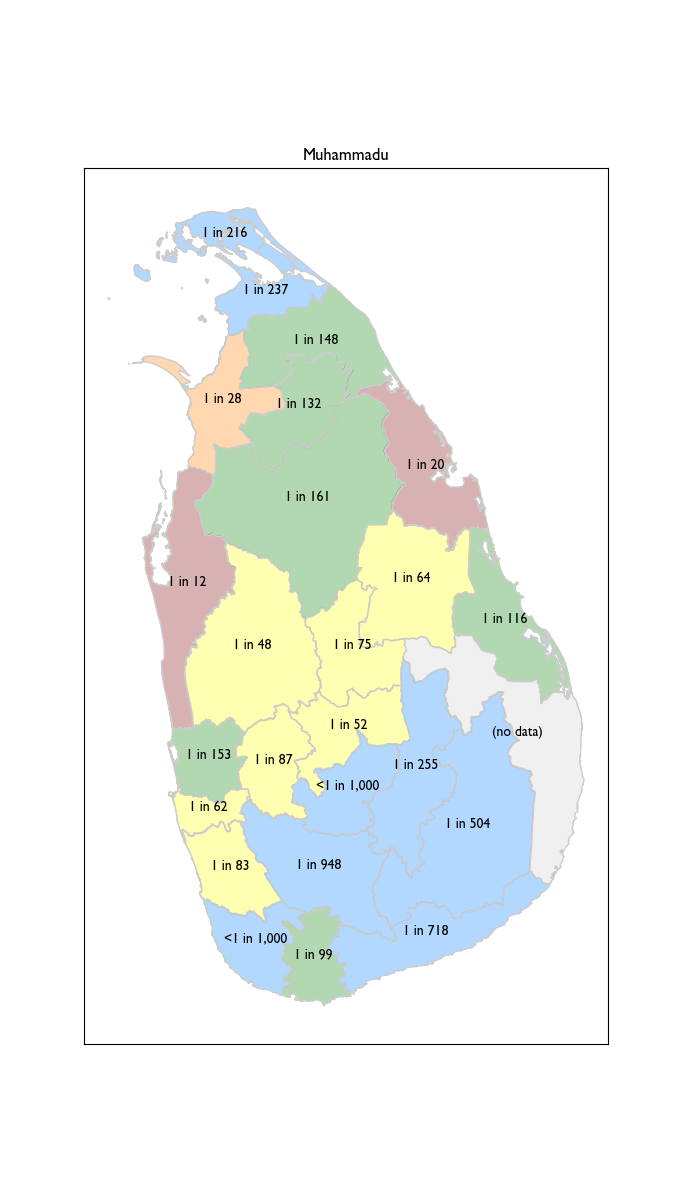 Muhammadu
1 in 216
1 in 237
1 in 148
1 in 28
1 in 132
1 in 20
1 in 161
1 in 12
1 in 64
1 in 116
1 in 48
1 in 75
1 in 52
(no data)
1 in 153
1 in 87
1 in 255
<1 in 1,000
1 in 62
1 in 504
1 in 83
1 in 948
1 in 718
<1 in 1,000
1 in 99